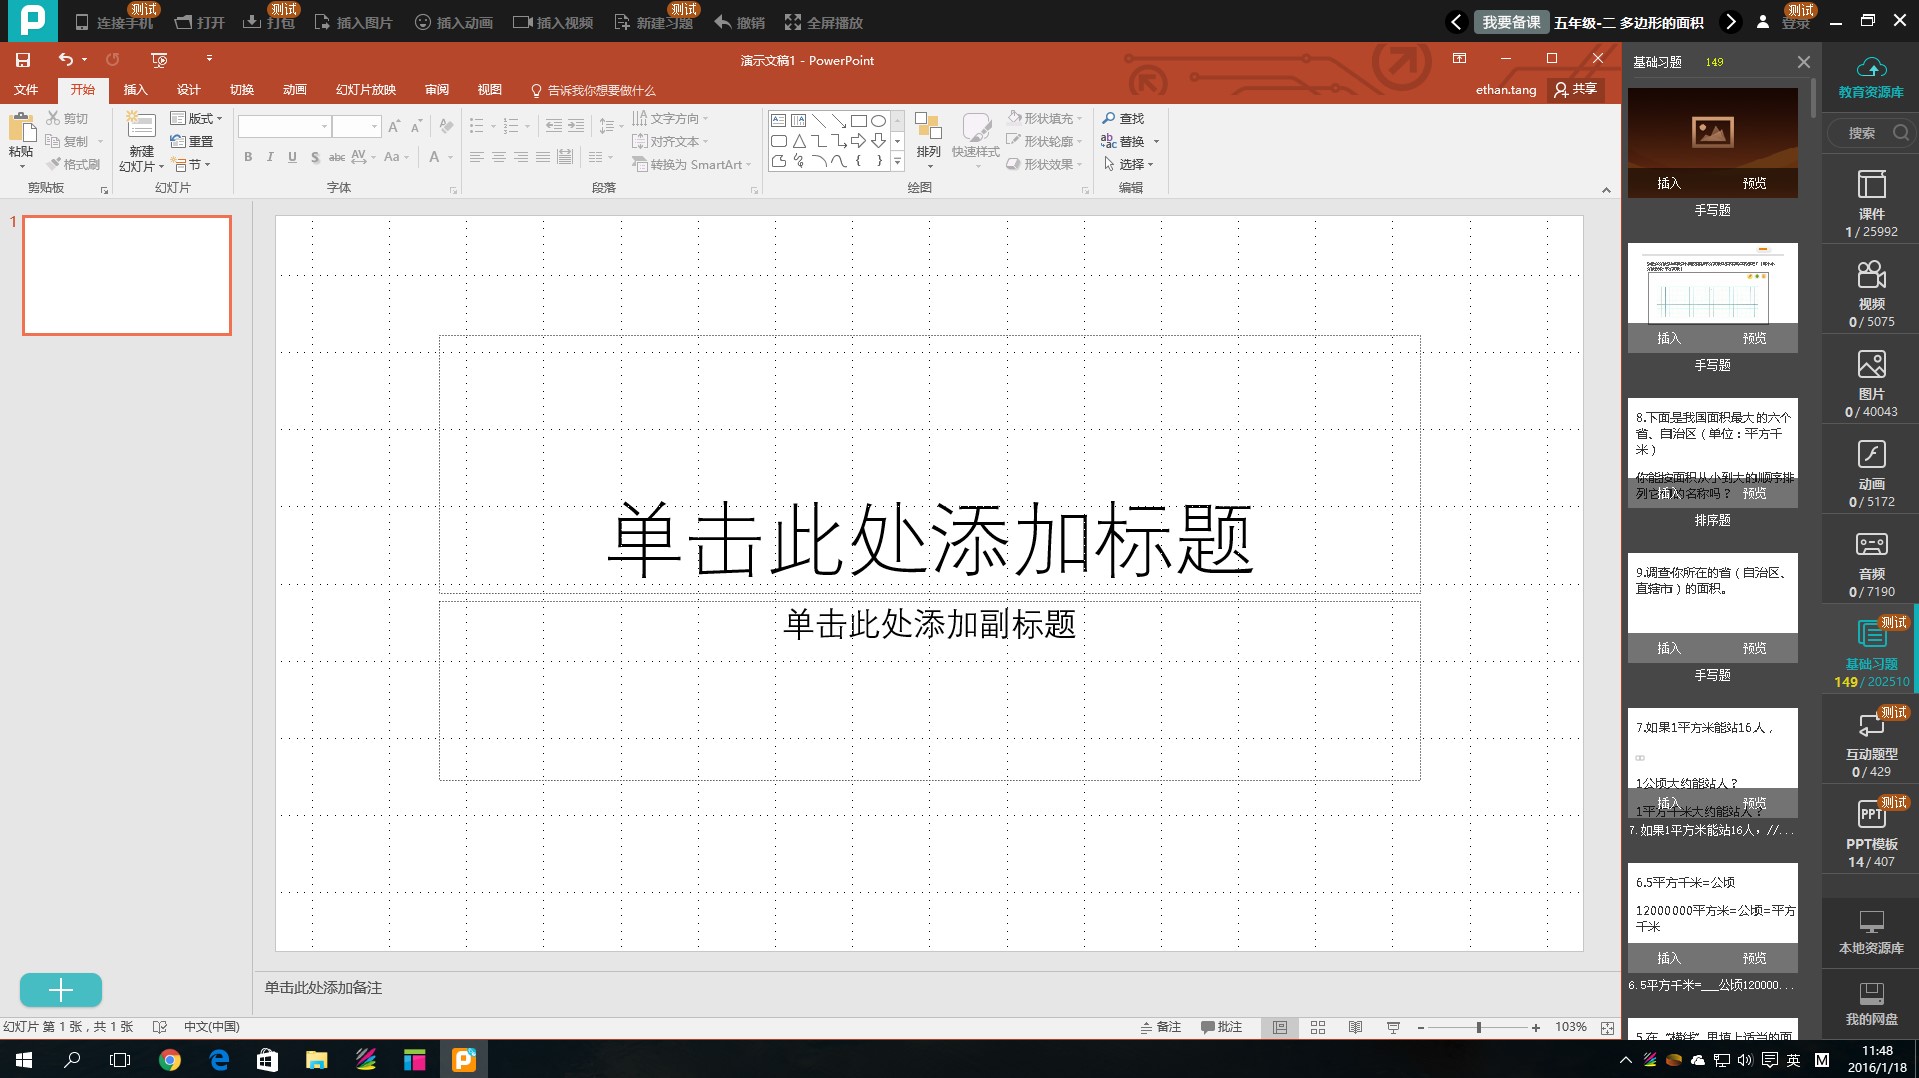 P 连接手机 测试 打开 打包 测试 插入图片 插入动画 插入视频 新建习题 测试 撤销 全屏播放 我要备课 五年级-二 多边形的面积 登录 测试
演示文稿1 - PowerPoint
文件 开始 插入 设计 切换 动画 幻灯片放映 审阅 视图 告诉我你想要做什么 ethan.tang 共享
粘贴 剪切 复制 格式刷
剪贴板
新建
幻灯片 版式 重置 节
幻灯片
B I U S abc AV Aa A
字体
文字方向
对齐文本
转换为 SmartArt
段落
排列 快速样式
形状填充
形状轮廓
形状效果
绘图
查找
替换
选择
编辑
1
单击此处添加标题
单击此处添加副标题
单击此处添加备注
幻灯片 第 1 张，共 1 张 中文(中国) 备注 批注 103%
基础习题 149
插入 预览
手写题
插入 预览
手写题
8.下面是我国面积最大的六个
省、自治区（单位：平方千
米）
你能按面积从小到大的顺序排
插入 预览
排序题
9.调查你所在的省（自治区、
直辖市）的面积。
插入 预览
手写题
7.如果1平方米能站16人，
1公顷大约能站人？
1平方千米大约能站人？
插入 预览
7.如果1平方米能站16人，//...
6.5平方千米=公顷
12000000平方米=公顷=平方
千米
插入 预览
6.5平方千米=___公顷120000...
教育资源库
搜索
课件
1 / 25992
视频
0 / 5075
图片
0 / 40043
动画
0 / 5172
音频
0 / 7190
测试
基础习题
149 / 202510
测试
互动题型
0 / 429
测试
PPT
PPT模板
14 / 407
本地资源库
我的网盘
英 M
11:48
2016/1/18